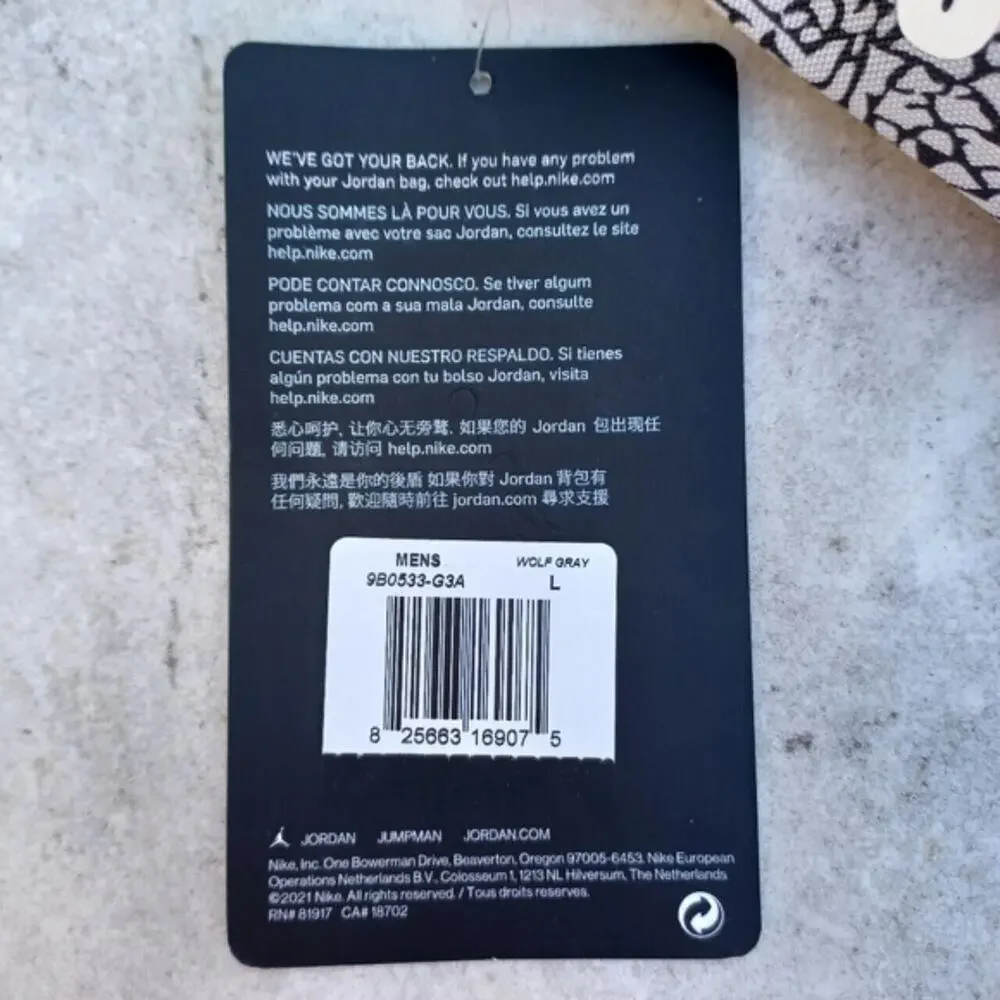 WE'VE GOT YOUR BACK. If you have any problem
with your Jordan bag, check out help.nike.com
NOUS SOMMES LÀ POUR VOUS. Si vous avez un
problème avec votre sac Jordan, consultez le site
help.nike.com
PODE CONTAR CONNOSCO. Se tiver algum
problema com a sua mala Jordan, consulte
help.nike.com
CUENTAS CON NUESTRO RESPALDO. Si tienes
algún problema con tu bolso Jordan, visita
help.nike.com
悉心呵护, 让你心无旁骛. 如果您的 Jordan 包出现任
何问题, 请访问 help.nike.com
我們永遠是你的後盾 如果你對 Jordan 背包有
任何疑問, 歡迎隨時前往 jordan.com 尋求支援
MENS WOLF GRAY
9B0533-G3A L
8 25663 16907 5
JORDAN JUMPMAN JORDAN.COM
Nike, Inc. One Bowerman Drive, Beaverton, Oregon 97005-6453. Nike European
Operations Netherlands B.V., Colosseum 1, 1213 NL Hilversum, The Netherlands
©2021 Nike. All rights reserved. / Tous droits reserves.
RN# 81917 CA# 18702